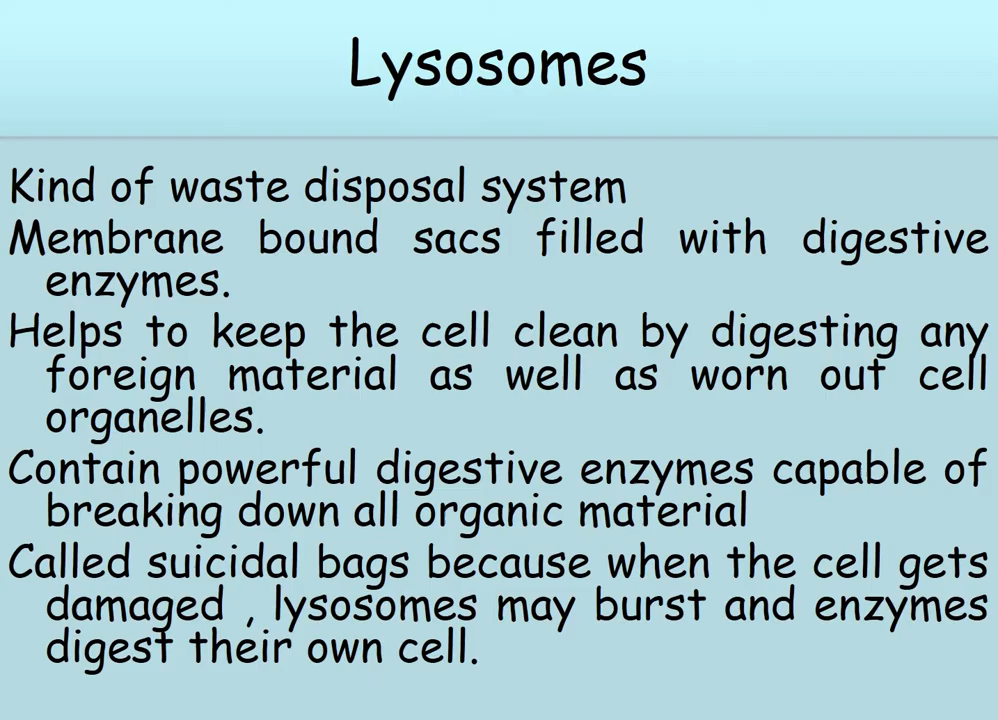 Lysosomes
Kind of waste disposal system
Membrane bound sacs filled with digestive
enzymes.
Helps to keep the cell clean by digesting any
foreign material as well as worn out cell
organelles.
Contain powerful digestive enzymes capable of
breaking down all organic material
Called suicidal bags because when the cell gets
damaged , lysosomes may burst and enzymes
digest their own cell.